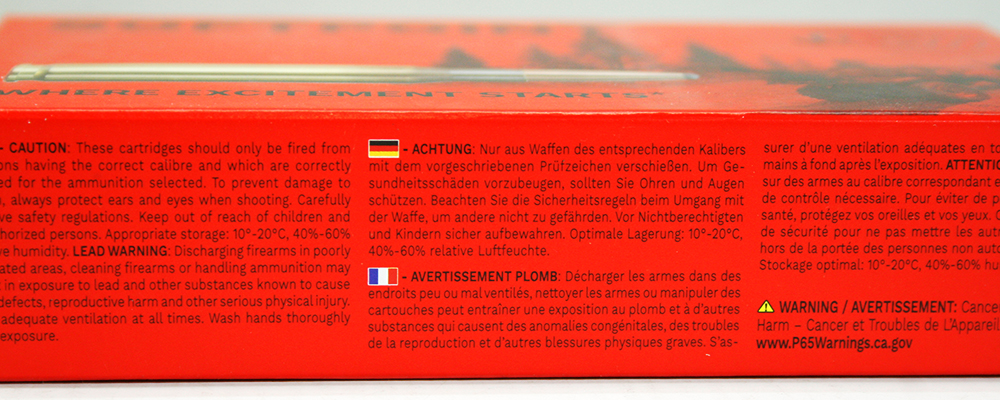 WHERE EXCITEMENT STARTS
- CAUTION: These cartridges should only be fired from
ons having the correct calibre and which are correctly
ed for the ammunition selected. To prevent damage to
, always protect ears and eyes when shooting. Carefully
ve safety regulations. Keep out of reach of children and
horized persons. Appropriate storage: 10°-20°C, 40%-60%
ve humidity. LEAD WARNING: Discharging firearms in poorly
ated areas, cleaning firearms or handling ammunition may
t in exposure to lead and other substances known to cause
defects, reproductive harm and other serious physical injury.
adequate ventilation at all times. Wash hands thoroughly
exposure.
- ACHTUNG: Nur aus Waffen des entsprechenden Kalibers
mit dem vorgeschriebenen Prüfzeichen verschießen. Um Ge-
sundheitsschäden vorzubeugen, sollten Sie Ohren und Augen
schützen. Beachten Sie die Sicherheitsregeln beim Umgang mit
der Waffe, um andere nicht zu gefährden. Vor Nichtberechtigten
und Kindern sicher aufbewahren. Optimale Lagerung: 10°-20°C,
40%-60% relative Luftfeuchte.
- AVERTISSEMENT PLOMB: Décharger les armes dans des
endroits peu ou mal ventilés, nettoyer les armes ou manipuler des
cartouches peut entraîner une exposition au plomb et à d'autres
substances qui causent des anomalies congénitales, des troubles
de la reproduction et d'autres blessures physiques graves. S'as-
surer d'une ventilation adéquates en to
mains à fond après l'exposition. ATTENTIO
sur des armes au calibre correspondant e
de contrôle nécessaire. Pour éviter de p
santé, protégez vos oreilles et vos yeux.
de sécurité pour ne pas mettre les aut
hors de la portée des personnes non auto
Stockage optimal: 10°-20°C, 40%-60% hu
WARNING / AVERTISSEMENT: Cance
Harm – Cancer et Troubles de L'Appareil
www.P65Warnings.ca.gov